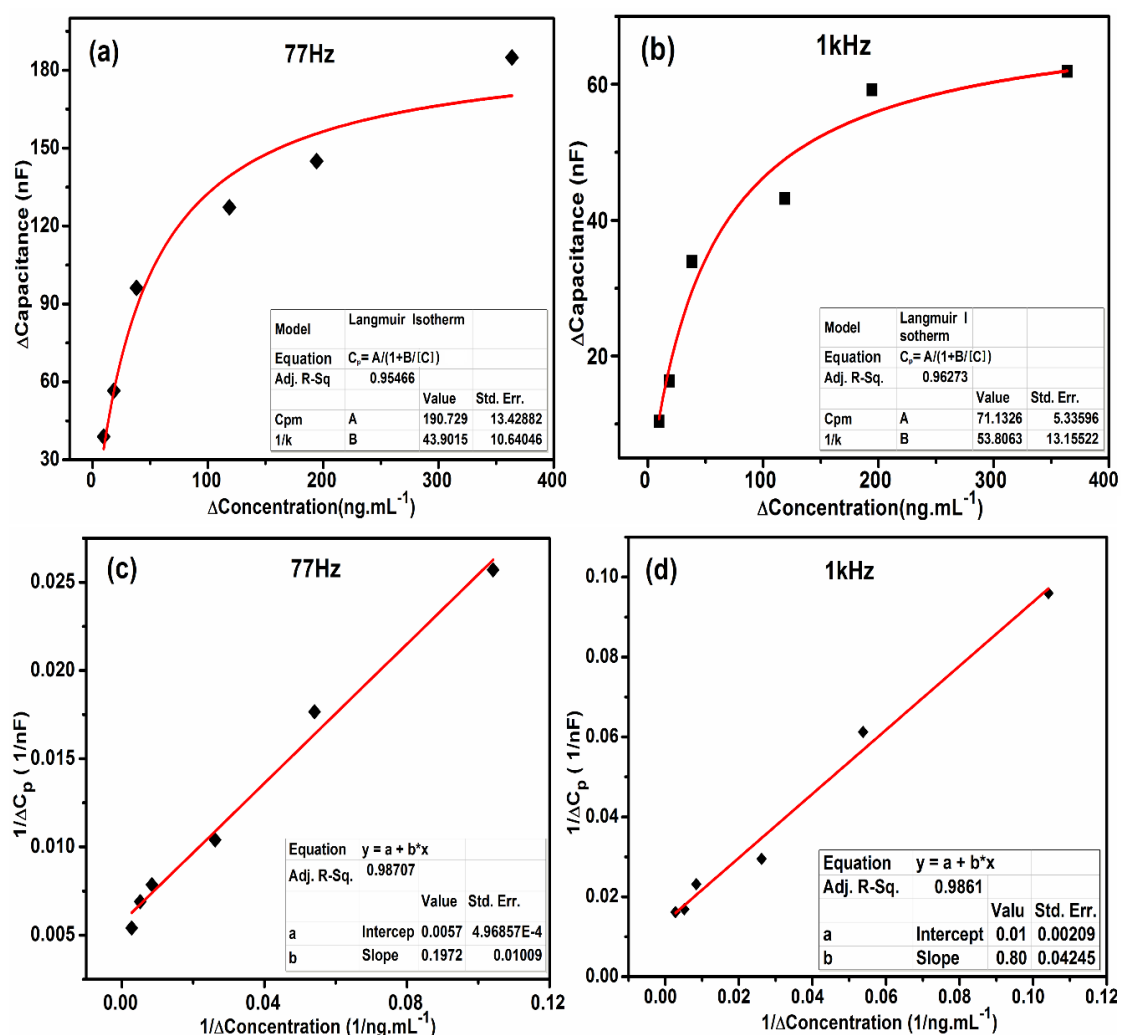 (a) 77Hz
180
150
120
90
60
30
ΔCapacitance (nF)
Model Langmuir Isotherm
Equation Cₚ= A/(1+B/[C])
Adj. R-Sq 0.95466
Value Std. Err.
Cpm A 190.729 13.42882
1/k B 43.9015 10.64046
0 100 200 300 400
ΔConcentration(ng.mL⁻¹)
(b) 1kHz
60
40
20
ΔCapacitance (nF)
Model Langmuir I
sotherm
Equation Cₚ= A/(1+B/[C])
Adj. R-Sq. 0.96273
Value Std. Err.
Cpm A 71.1326 5.33596
1/k B 53.8063 13.15522
0 100 200 300 400
ΔConcentration(ng.mL⁻¹)
(c) 77Hz
0.025
0.020
0.015
0.010
0.005
1/ΔCₚ ( 1/nF)
Equation y = a + b*x
Adj. R-Sq. 0.98707
Value Std. Err.
a Intercep 0.0057 4.96857E-4
b Slope 0.1972 0.01009
0.00 0.04 0.08 0.12
1/ΔConcentration (1/ng.mL⁻¹)
(d) 1kHz
0.10
0.08
0.06
0.04
0.02
0.00
1/ΔCₚ ( 1/nF)
Equation y = a + b*x
Adj. R-Sq. 0.9861
Valu Std. Err.
a Intercept 0.01 0.00209
b Slope 0.80 0.04245
0.00 0.02 0.04 0.06 0.08 0.10 0.12
1/ΔConcentration (1/ng.mL⁻¹)